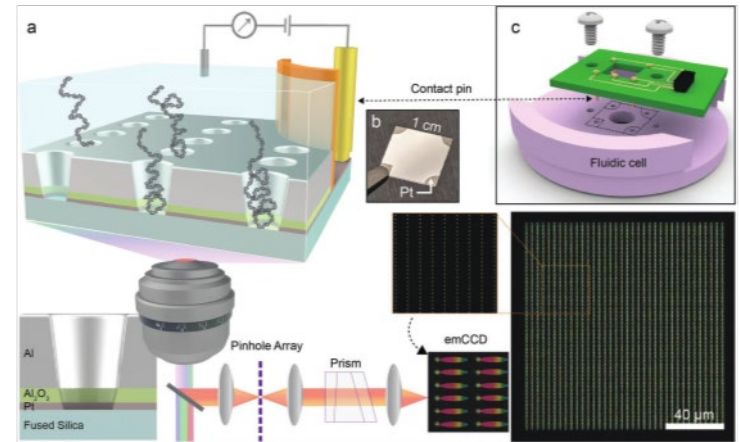 a
c
Contact pin
b
1 cm
Pt
Fluidic cell
Al
Al₂O₃
Pt
Fused Silica
Pinhole Array
Prism
emCCD
40 μm